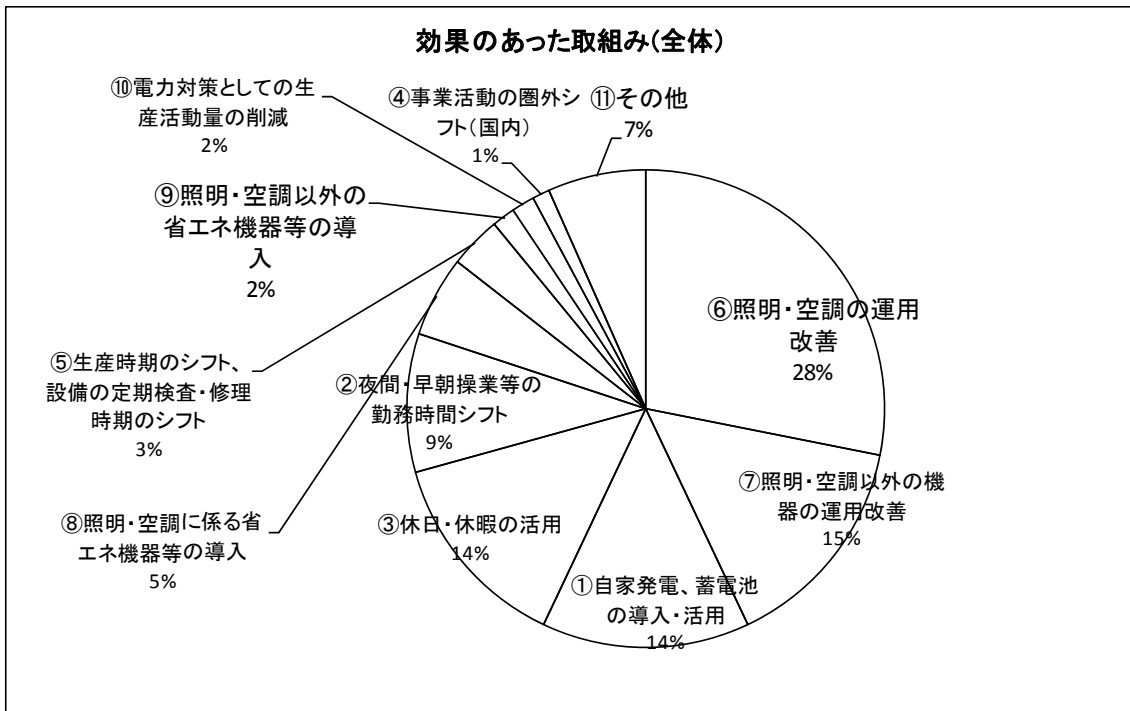 効果のあった取組み(全体)
⑩電力対策としての生
産活動量の削減
2%
④事業活動の圏外シ
フト(国内)
1%
⑪その他
7%
⑨照明・空調以外の
省エネ機器等の導
入
2%
⑥照明・空調の運用
改善
28%
⑤生産時期のシフト、
設備の定期検査・修理
時期のシフト
3%
②夜間・早朝操業等の
勤務時間シフト
9%
⑦照明・空調以外の機
器の運用改善
15%
⑧照明・空調に係る省
エネ機器等の導入
5%
③休日・休暇の活用
14%
①自家発電、蓄電池
の導入・活用
14%